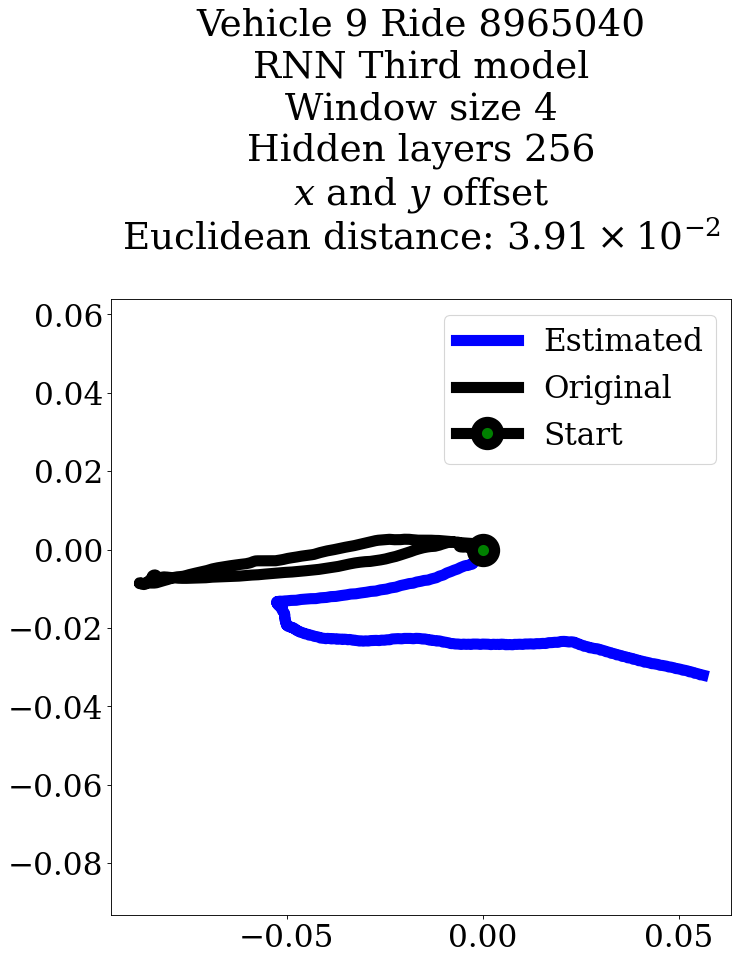 Vehicle 9 Ride 8965040
RNN Third model
Window size 4
Hidden layers 256
x and y offset
Euclidean distance: 3.91 × 10⁻²
Estimated
Original
Start
0.06
0.04
0.02
0.00
−0.02
−0.04
−0.06
−0.08
−0.05 0.00 0.05